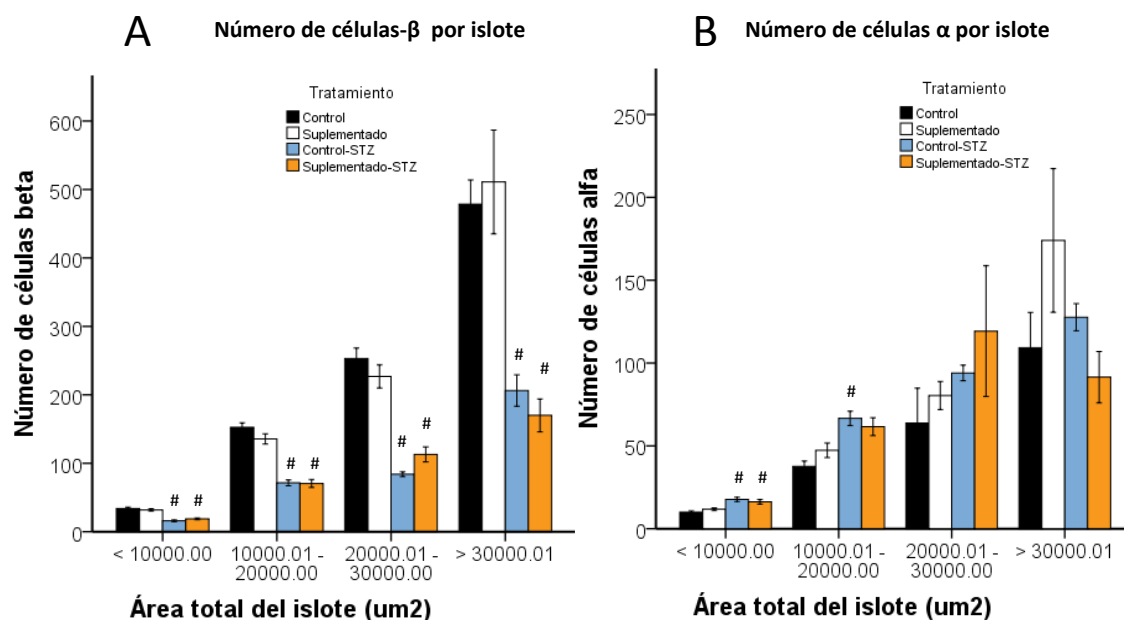 A
Número de células-β por islote
Tratamiento
Control
Suplementado
Control-STZ
Suplementado-STZ
Número de células beta
600
500
400
300
200
100
0
# #
# #
# #
# #
< 10000.00
10000.01 -
20000.00
20000.01 -
30000.00
> 30000.01
Área total del islote (um2)
B
Número de células α por islote
Tratamiento
Control
Suplementado
Control-STZ
Suplementado-STZ
Número de células alfa
250
200
150
100
50
0
# #
#
< 10000.00
10000.01 -
20000.00
20000.01 -
30000.00
> 30000.01
Área total del islote (um2)